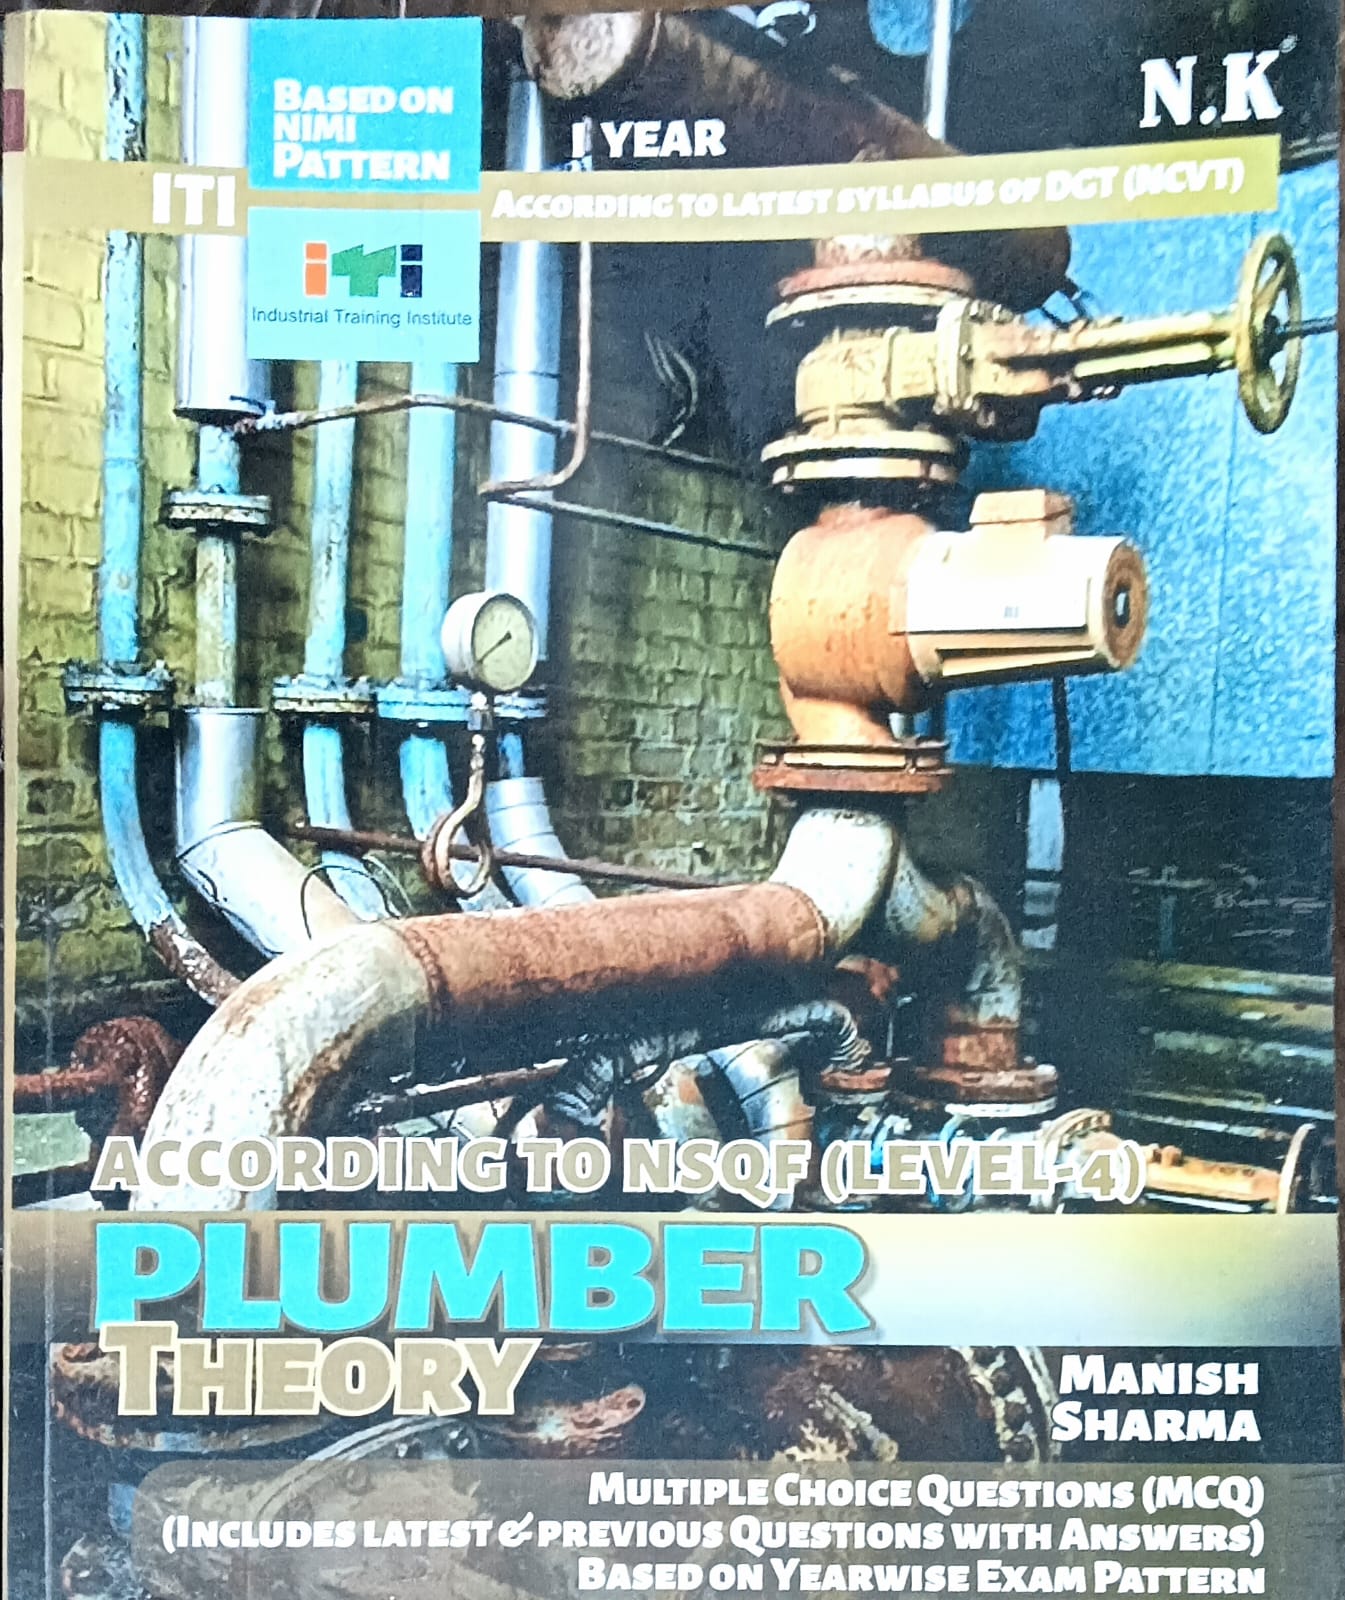 BASED ON
NIMI
PATTERN
I YEAR
N.K
ITI
ACCORDING TO LATEST SYLLABUS OF DGT (NCVT)
iTi
Industrial Training Institute
ACCORDING TO NSQF (LEVEL-4)
PLUMBER
THEORY
MANISH
SHARMA
MULTIPLE CHOICE QUESTIONS (MCQ)
(INCLUDES LATEST & PREVIOUS QUESTIONS WITH ANSWERS)
BASED ON YEARWISE EXAM PATTERN